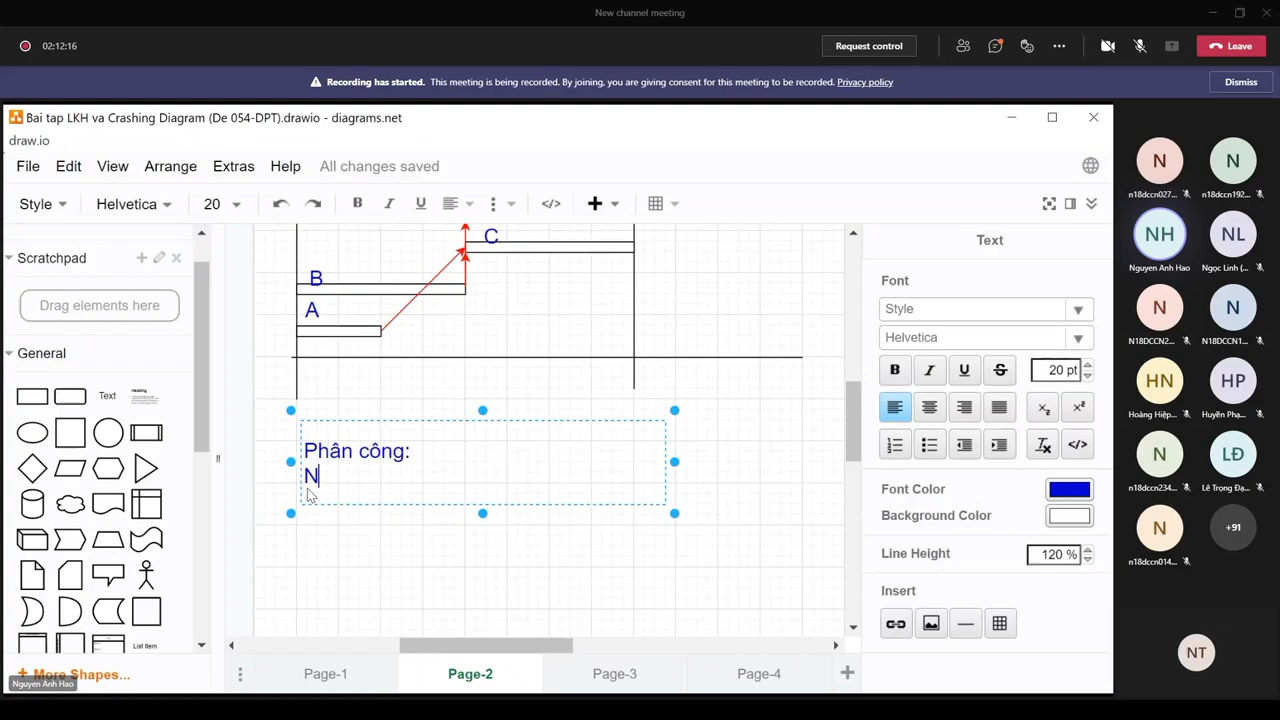 New channel meeting
02:12:16
Request control
Leave
Recording has started. This meeting is being recorded. By joining, you are giving consent for this meeting to be recorded. Privacy policy
Dismiss
Bai tap LKH va Crashing Diagram (De 054-DPT).drawio - diagrams.net
draw.io
File Edit View Arrange Extras Help All changes saved
Style Helvetica 20 B I U
Scratchpad
Drag elements here
General
Text
Heading
List Item
+ More Shapes...
Nguyen Anh Hao
C
B
A
Phân công:
N
Page-1 Page-2 Page-3 Page-4
Text
Font
Style
Helvetica
B I U S 20 pt
Font Color
Background Color
Line Height 120 %
Insert
N N
n18dccn027... n18dccn192...
NH NL
Nguyen Anh Hao Ngọc Linh (...
N N
N18DCCN2... N18DCCN1...
HN HP
Hoàng Hiệp... Huyền Phạ...
N LĐ
n18dccn234... Lê Trọng Đạ...
N +91
n18dccn014...
NT